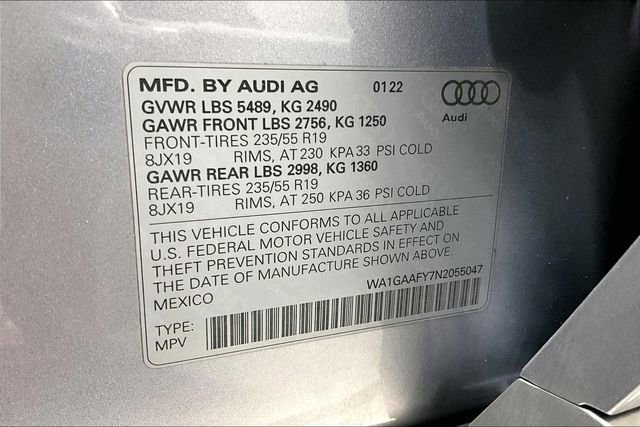 MFD. BY AUDI AG 0122
Audi
GVWR LBS 5489, KG 2490
GAWR FRONT LBS 2756, KG 1250
FRONT-TIRES 235/55 R19
8JX19 RIMS, AT 230 KPA 33 PSI COLD
GAWR REAR LBS 2998, KG 1360
REAR-TIRES 235/55 R19
8JX19 RIMS, AT 250 KPA 36 PSI COLD
THIS VEHICLE CONFORMS TO ALL APPLICABLE
U.S. FEDERAL MOTOR VEHICLE SAFETY AND
THEFT PREVENTION STANDARDS IN EFFECT ON
THE DATE OF MANUFACTURE SHOWN ABOVE.
MEXICO WA1GAAFY7N2055047
TYPE:
MPV